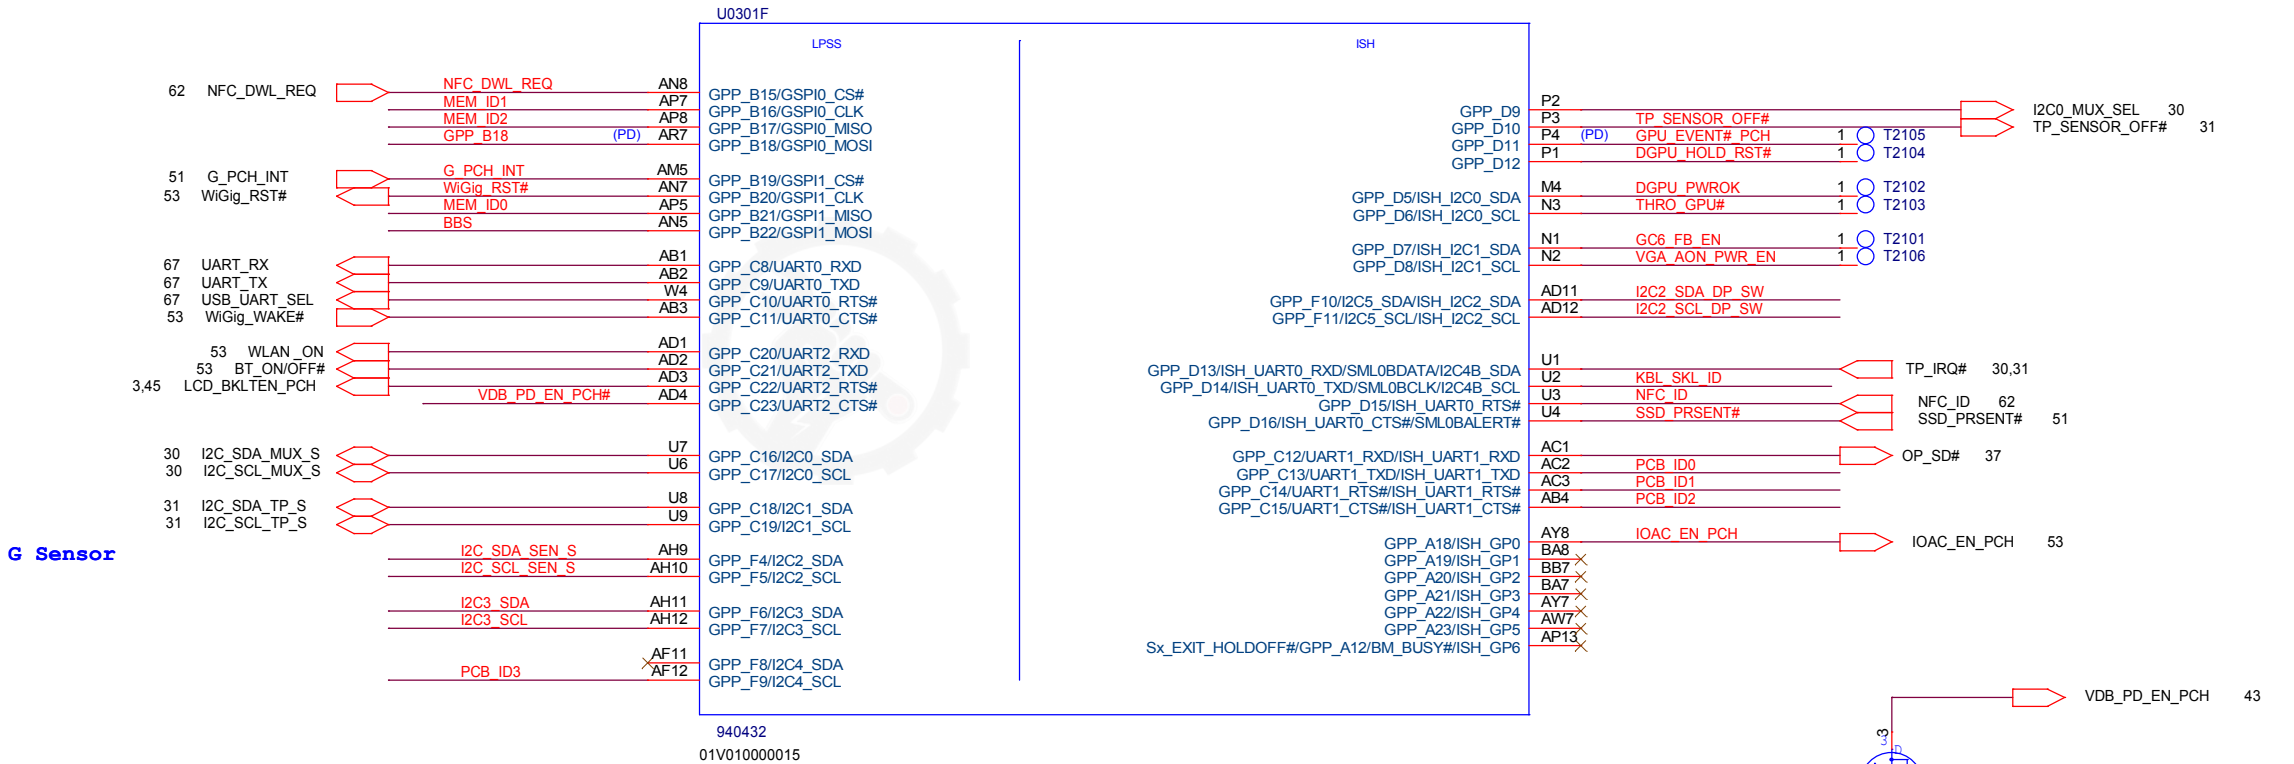 U0301F
LPSS ISH
62 NFC_DWL_REQ NFC_DWL_REQ AN8 GPP_B15/GSPI0_CS#
MEM_ID1 AP7 GPP_B16/GSPI0_CLK
MEM_ID2 AP8 GPP_B17/GSPI0_MISO
GPP_B18 (PD) AR7 GPP_B18/GSPI0_MOSI
51 G_PCH_INT G_PCH_INT AM5 GPP_B19/GSPI1_CS#
53 WiGig_RST# WiGig_RST# AN7 GPP_B20/GSPI1_CLK
MEM_ID0 AP5 GPP_B21/GSPI1_MISO
BBS AN5 GPP_B22/GSPI1_MOSI
67 UART_RX AB1 GPP_C8/UART0_RXD
67 UART_TX AB2 GPP_C9/UART0_TXD
67 USB_UART_SEL W4 GPP_C10/UART0_RTS#
53 WiGig_WAKE# AB3 GPP_C11/UART0_CTS#
53 WLAN_ON AD1 GPP_C20/UART2_RXD
53 BT_ON/OFF# AD2 GPP_C21/UART2_TXD
3,45 LCD_BKLTEN_PCH AD3 GPP_C22/UART2_RTS#
VDB_PD_EN_PCH# AD4 GPP_C23/UART2_CTS#
30 I2C_SDA_MUX_S U7 GPP_C16/I2C0_SDA
30 I2C_SCL_MUX_S U6 GPP_C17/I2C0_SCL
31 I2C_SDA_TP_S U8 GPP_C18/I2C1_SDA
31 I2C_SCL_TP_S U9 GPP_C19/I2C1_SCL
G Sensor
I2C_SDA_SEN_S AH9 GPP_F4/I2C2_SDA
I2C_SCL_SEN_S AH10 GPP_F5/I2C2_SCL
I2C3_SDA AH11 GPP_F6/I2C3_SDA
I2C3_SCL AH12 GPP_F7/I2C3_SCL
AF11 GPP_F8/I2C4_SDA
PCB_ID3 AF12 GPP_F9/I2C4_SCL
GPP_D9 P2 I2C0_MUX_SEL 30
GPP_D10 P3 TP_SENSOR_OFF# TP_SENSOR_OFF# 31
GPP_D11 P4 (PD) GPU_EVENT#_PCH 1 T2105
GPP_D12 P1 DGPU_HOLD_RST# 1 T2104
GPP_D5/ISH_I2C0_SDA M4 DGPU_PWROK 1 T2102
GPP_D6/ISH_I2C0_SCL N3 THRO_GPU# 1 T2103
GPP_D7/ISH_I2C1_SDA N1 GC6_FB_EN 1 T2101
GPP_D8/ISH_I2C1_SCL N2 VGA_AON_PWR_EN 1 T2106
GPP_F10/I2C5_SDA/ISH_I2C2_SDA AD11 I2C2_SDA_DP_SW
GPP_F11/I2C5_SCL/ISH_I2C2_SCL AD12 I2C2_SCL_DP_SW
GPP_D13/ISH_UART0_RXD/SML0BDATA/I2C4B_SDA U1 TP_IRQ# 30,31
GPP_D14/ISH_UART0_TXD/SML0BCLK/I2C4B_SCL U2 KBL_SKL_ID
GPP_D15/ISH_UART0_RTS# U3 NFC_ID NFC_ID 62
GPP_D16/ISH_UART0_CTS#/SML0BALERT# U4 SSD_PRSENT# SSD_PRSENT# 51
GPP_C12/UART1_RXD/ISH_UART1_RXD AC1 OP_SD# 37
GPP_C13/UART1_TXD/ISH_UART1_TXD AC2 PCB_ID0
GPP_C14/UART1_RTS#/ISH_UART1_RTS# AC3 PCB_ID1
GPP_C15/UART1_CTS#/ISH_UART1_CTS# AB4 PCB_ID2
GPP_A18/ISH_GP0 AY8 IOAC_EN_PCH IOAC_EN_PCH 53
GPP_A19/ISH_GP1 BA8
GPP_A20/ISH_GP2 BB7
GPP_A21/ISH_GP3 BA7
GPP_A22/ISH_GP4 AY7
GPP_A23/ISH_GP5 AW7
Sx_EXIT_HOLDOFF#/GPP_A12/BM_BUSY#/ISH_GP6 AP13
VDB_PD_EN_PCH 43
3
3
D
940432
01V010000015